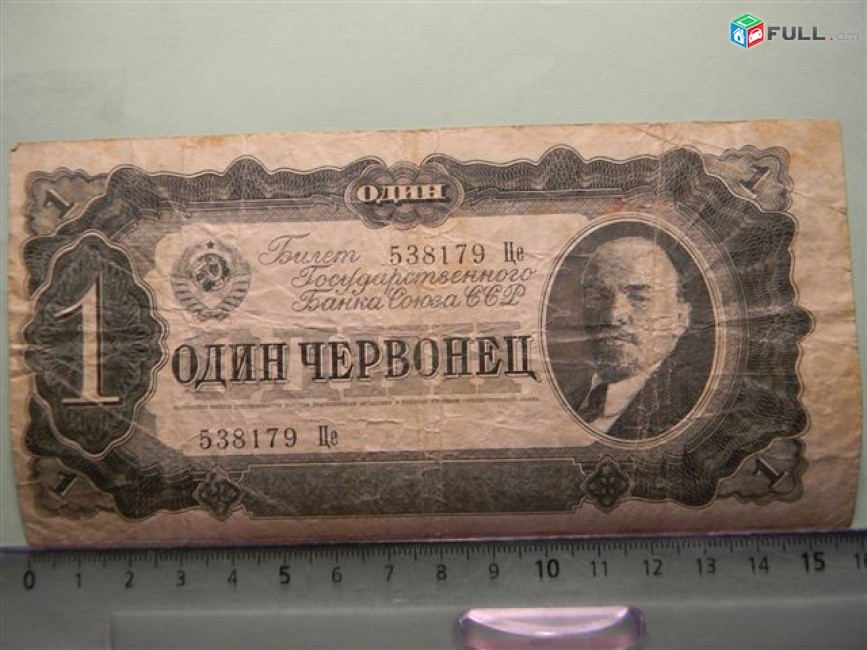 FULL.am
ОДИН
1 1
Билет 538179 Це
Государственного
Банка Союза ССР
1
ОДИН ЧЕРВОНЕЦ
538179 Це
1 1
0 1 2 3 4 5 6 7 8 9 10 11 12 13 14 15 16